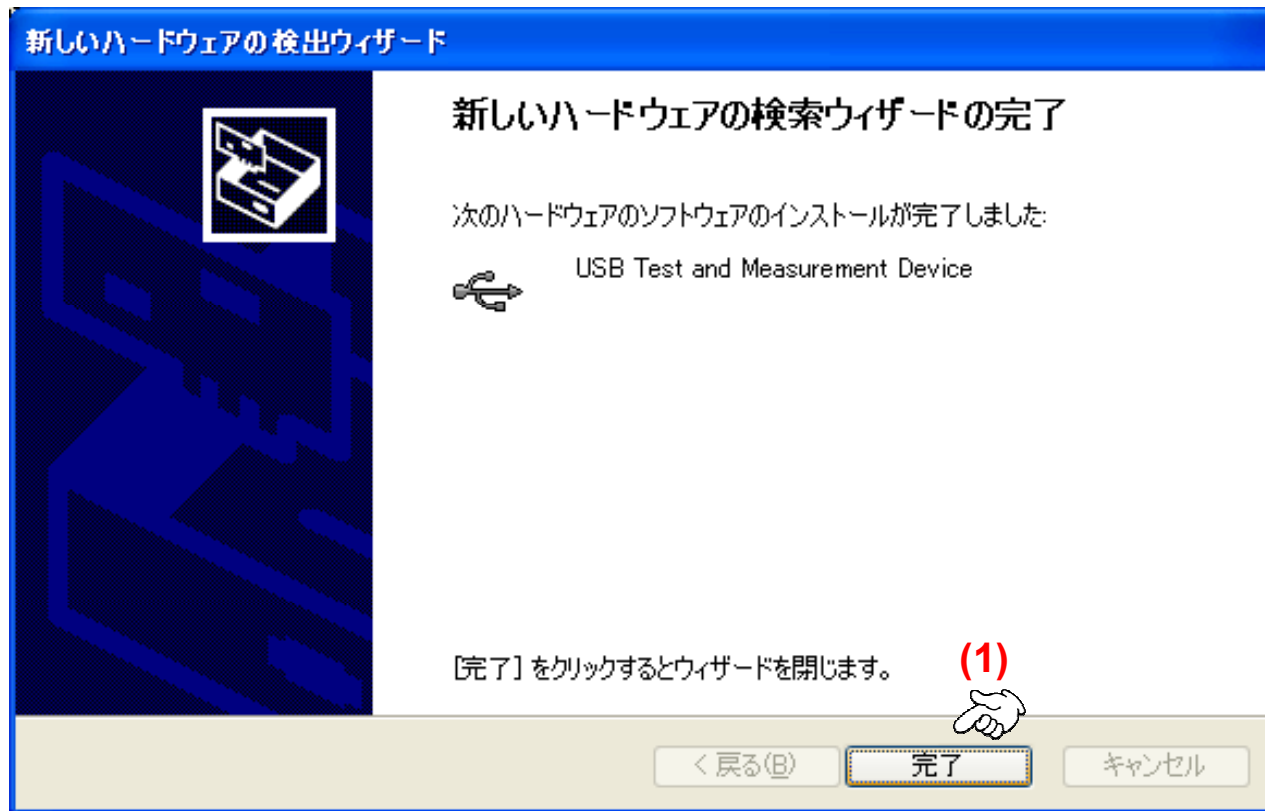 新しいハードウェアの検出ウィザード
新しいハードウェアの検索ウィザードの完了
次のハードウェアのソフトウェアのインストールが完了しました:
USB Test and Measurement Device
[完了] をクリックするとウィザードを閉じます。
(1)
< 戻る(B)
完了
キャンセル